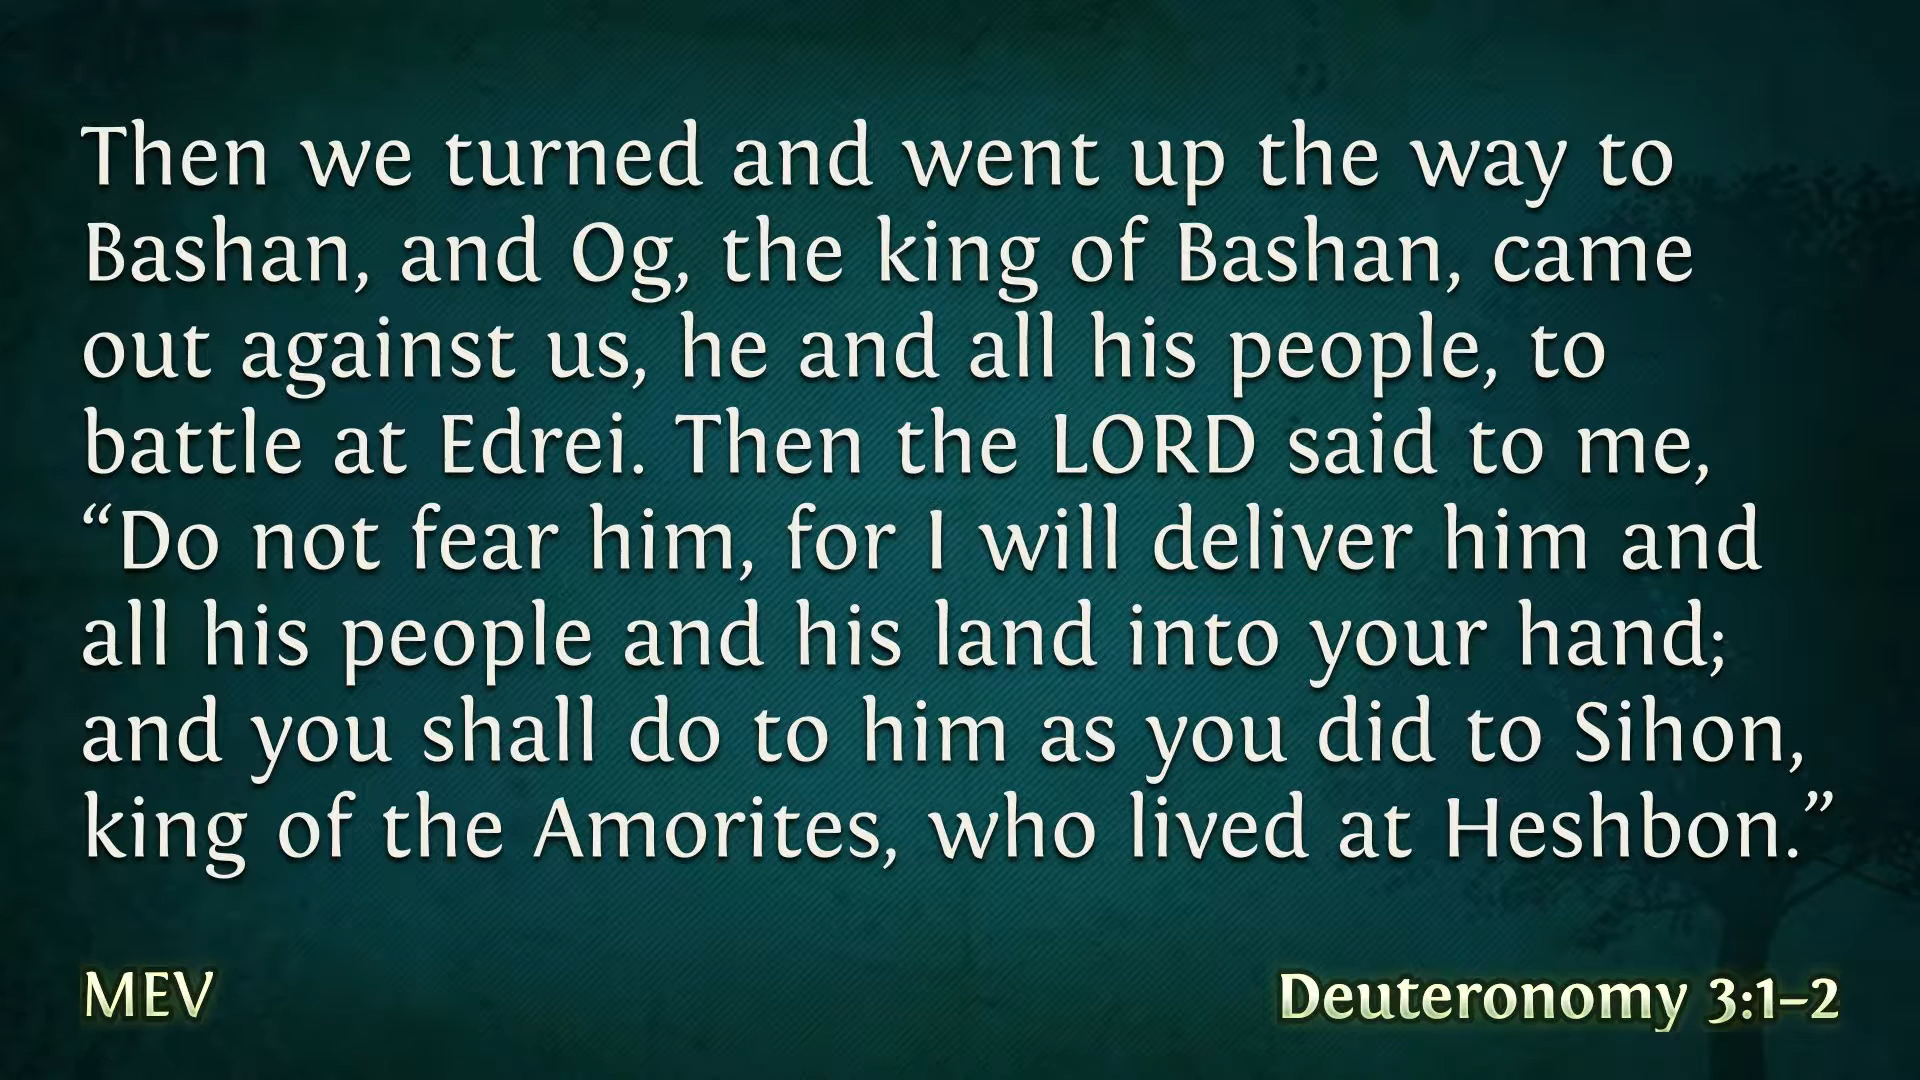 Then we turned and went up the way to
Bashan, and Og, the king of Bashan, came
out against us, he and all his people, to
battle at Edrei. Then the LORD said to me,
“Do not fear him, for I will deliver him and
all his people and his land into your hand;
and you shall do to him as you did to Sihon,
king of the Amorites, who lived at Heshbon.”
MEV
Deuteronomy 3:1–2